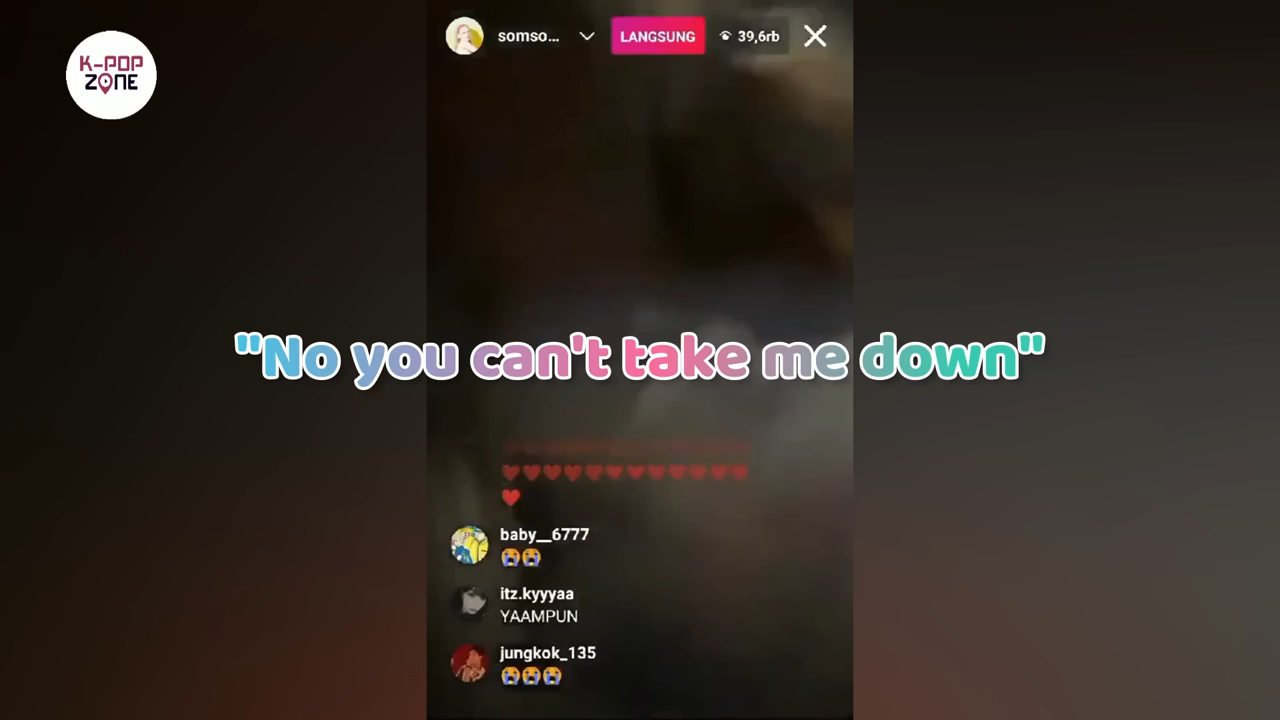 K-POP
ZONE
somso...
LANGSUNG
39,6rb
"No you can't take me down"
baby__6777
😭😭
itz.kyyyaa
YAAMPUN
jungkok_135
😭😭😭